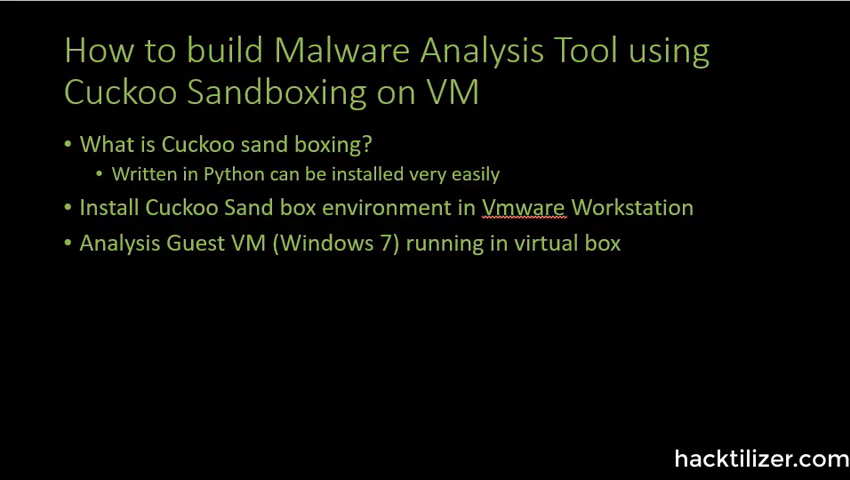 How to build Malware Analysis Tool using
Cuckoo Sandboxing on VM
• What is Cuckoo sand boxing?
• Written in Python can be installed very easily
• Install Cuckoo Sand box environment in Vmware Workstation
• Analysis Guest VM (Windows 7) running in virtual box
hacktilizer.com